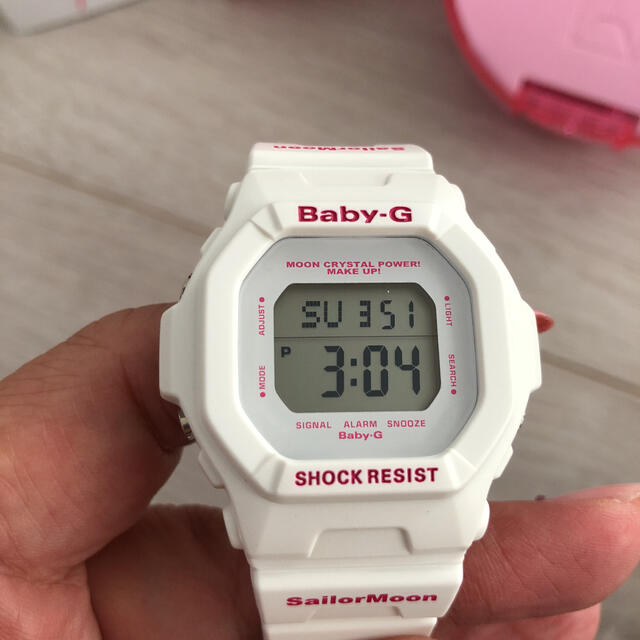 SailorMoon
Baby-G
MOON CRYSTAL POWER!
MAKE UP!
ADJUST
LIGHT
SU 3 51
P 3:04
MODE
SEARCH
SIGNAL ALARM SNOOZE
Baby-G
SHOCK RESIST
SailorMoon